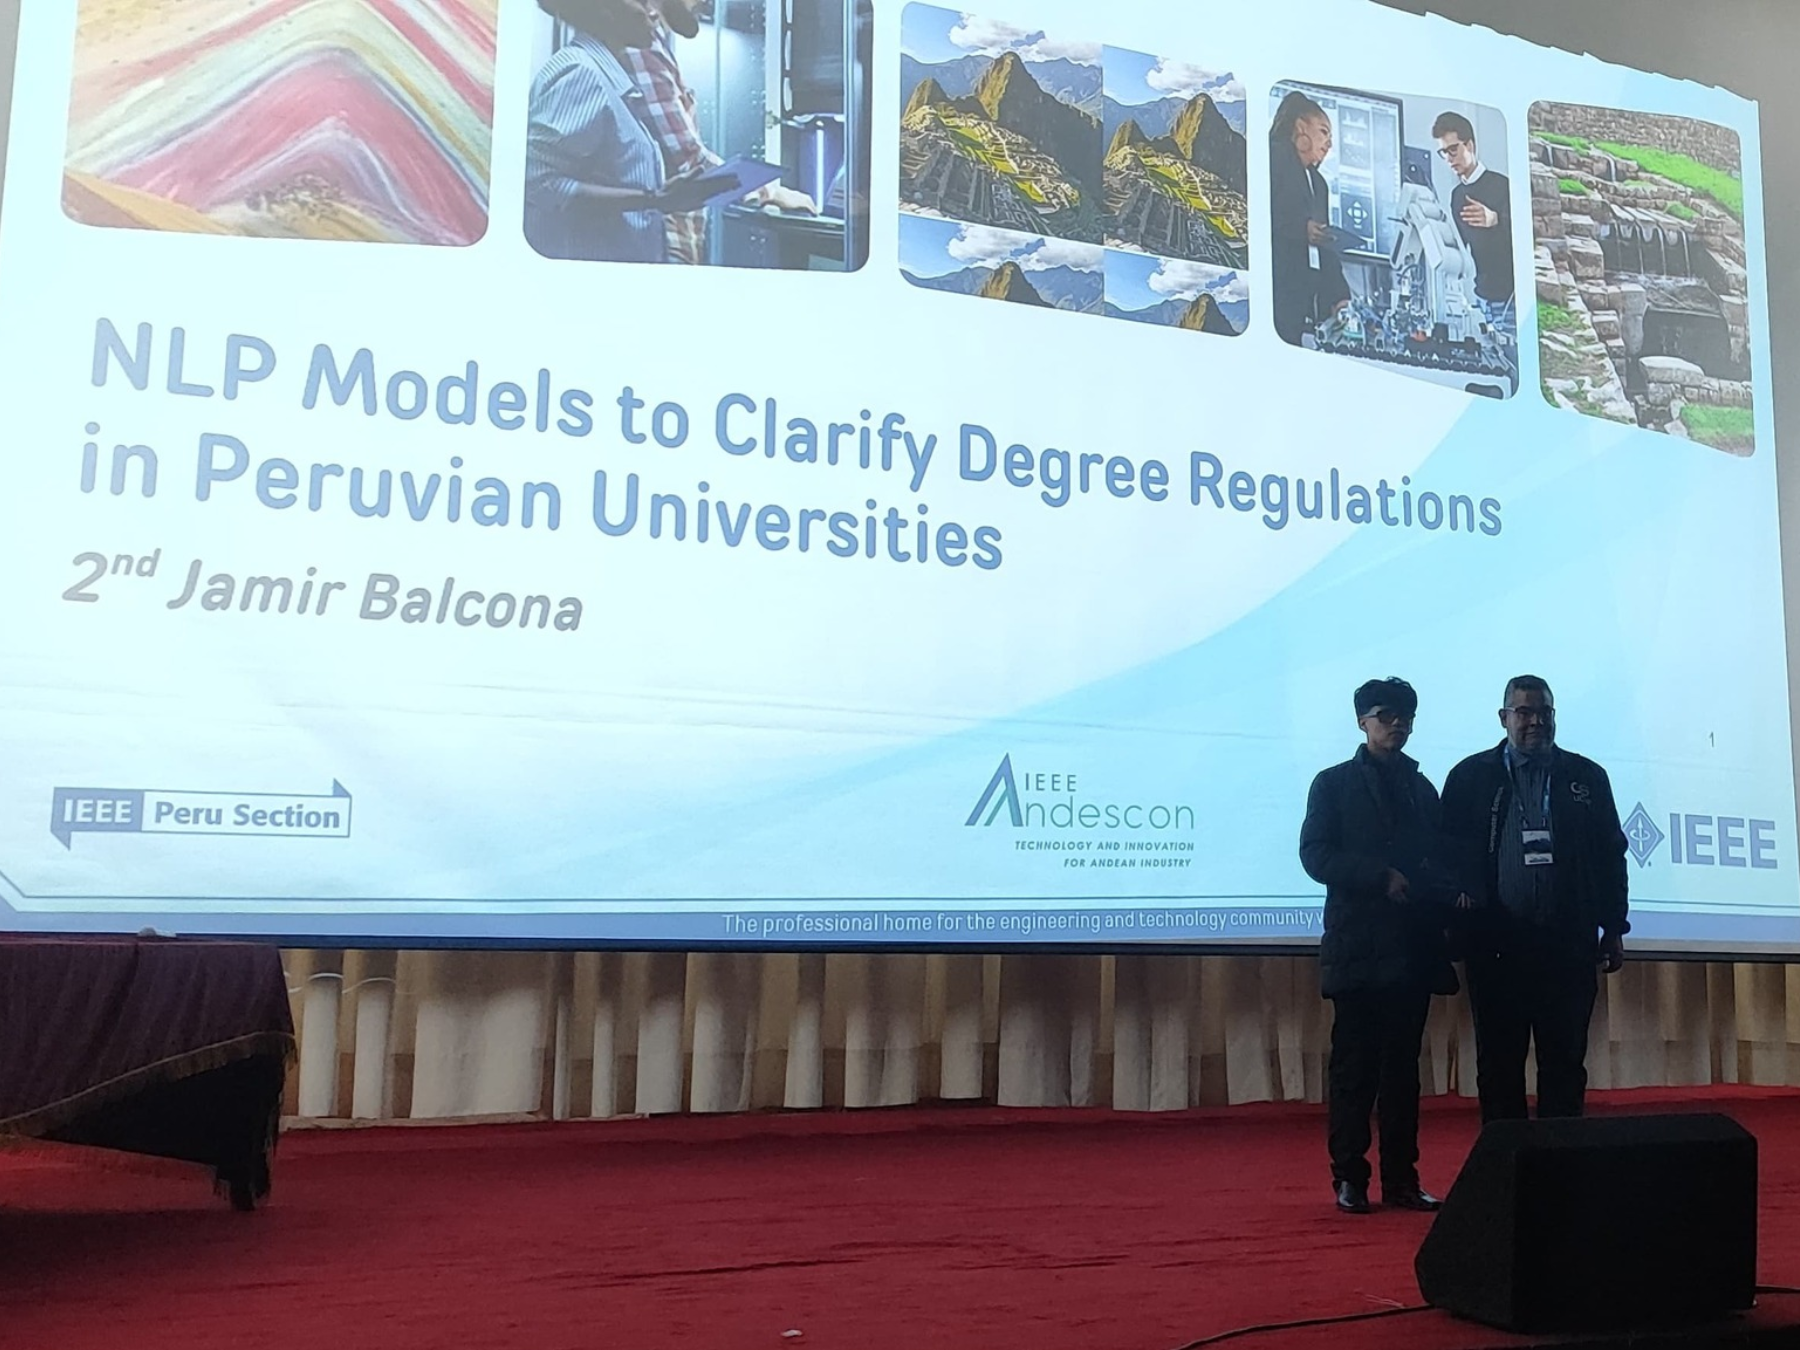 NLP Models to Clarify Degree Regulations
in Peruvian Universities
2nd Jamir Balcona
1
IEEE Peru Section
IEEE
Andescon
TECHNOLOGY AND INNOVATION
FOR ANDEAN INDUSTRY
IEEE
The professional home for the engineering and technology community